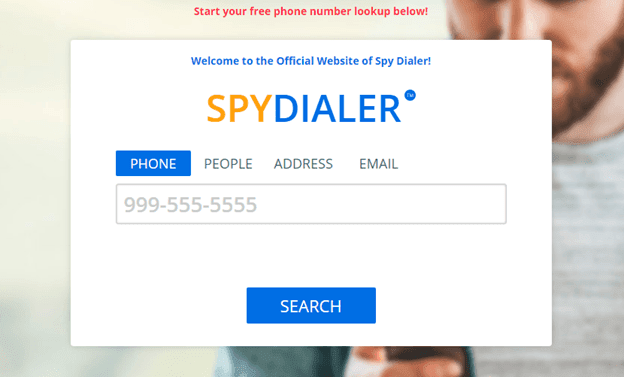 Start your free phone number lookup below!
Welcome to the Official Website of Spy Dialer!
SPYDIALER™
PHONE PEOPLE ADDRESS EMAIL
999-555-5555
SEARCH